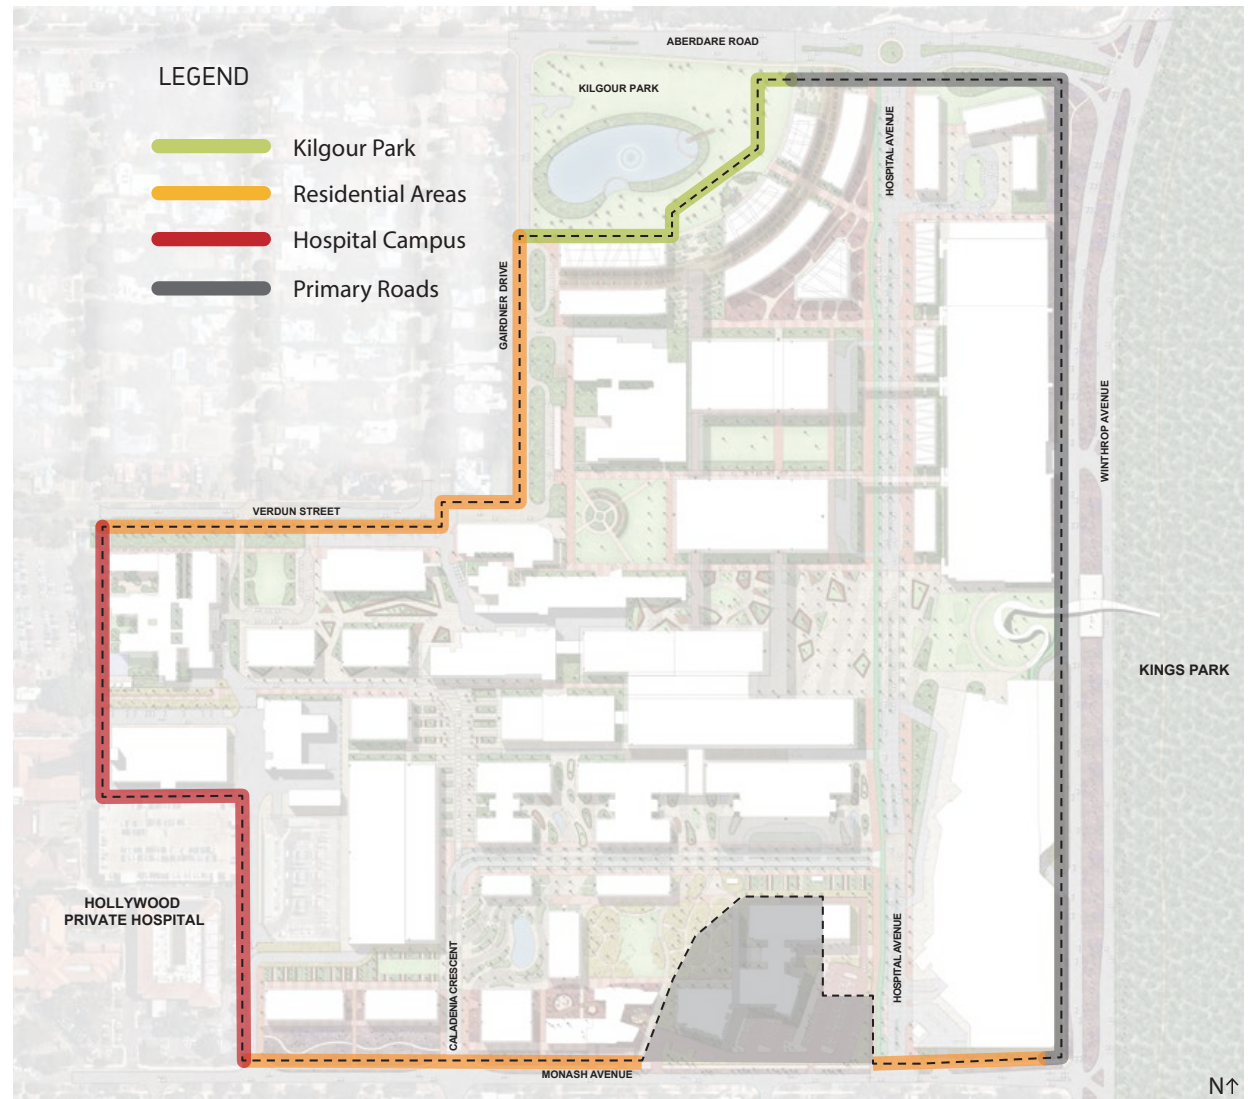 ABERDARE ROAD
LEGEND
KILGOUR PARK
Kilgour Park
Residential Areas
Hospital Campus
Primary Roads
HOSPITAL AVENUE
GAIRDNER DRIVE
WINTHROP AVENUE
VERDUN STREET
KINGS PARK
HOLLYWOOD
PRIVATE HOSPITAL
CALADENIA CRESCENT
HOSPITAL AVENUE
MONASH AVENUE
N↑